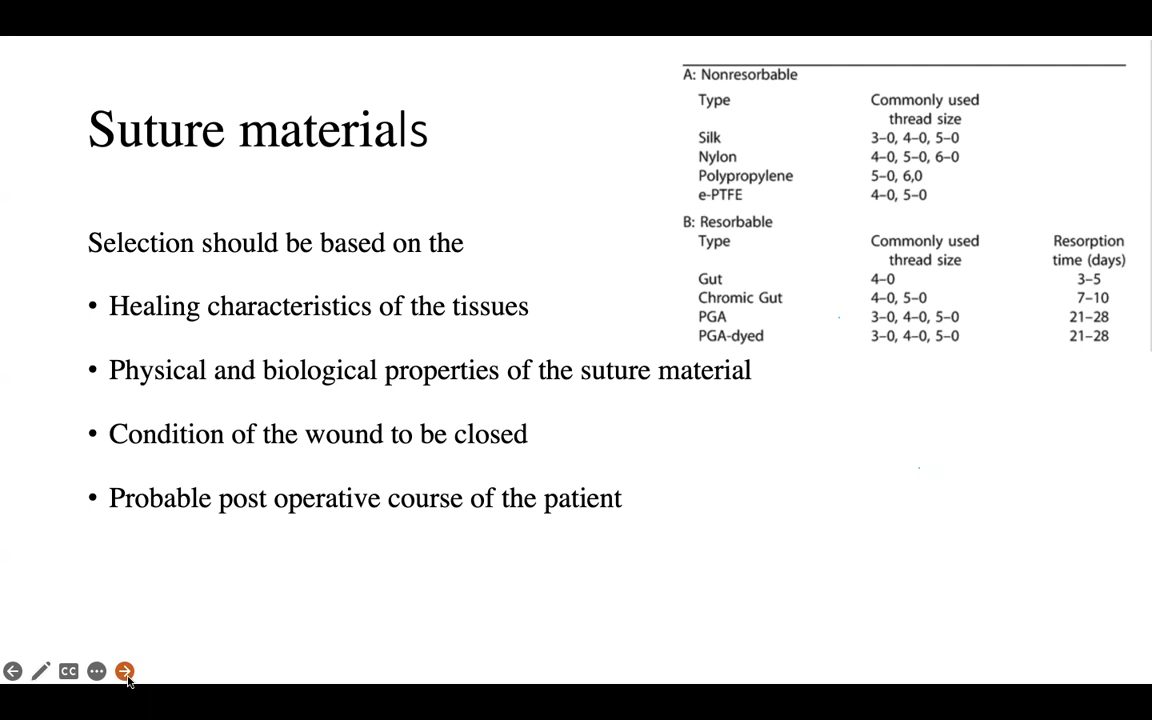 Suture materials
Selection should be based on the
• Healing characteristics of the tissues
• Physical and biological properties of the suture material
• Condition of the wound to be closed
• Probable post operative course of the patient
A: Nonresorbable
Type Commonly used
thread size
Silk 3–0, 4–0, 5–0
Nylon 4–0, 5–0, 6–0
Polypropylene 5–0, 6,0
e-PTFE 4–0, 5–0
B: Resorbable
Type Commonly used Resorption
thread size time (days)
Gut 4–0 3–5
Chromic Gut 4–0, 5–0 7–10
PGA 3–0, 4–0, 5–0 21–28
PGA-dyed 3–0, 4–0, 5–0 21–28
CC